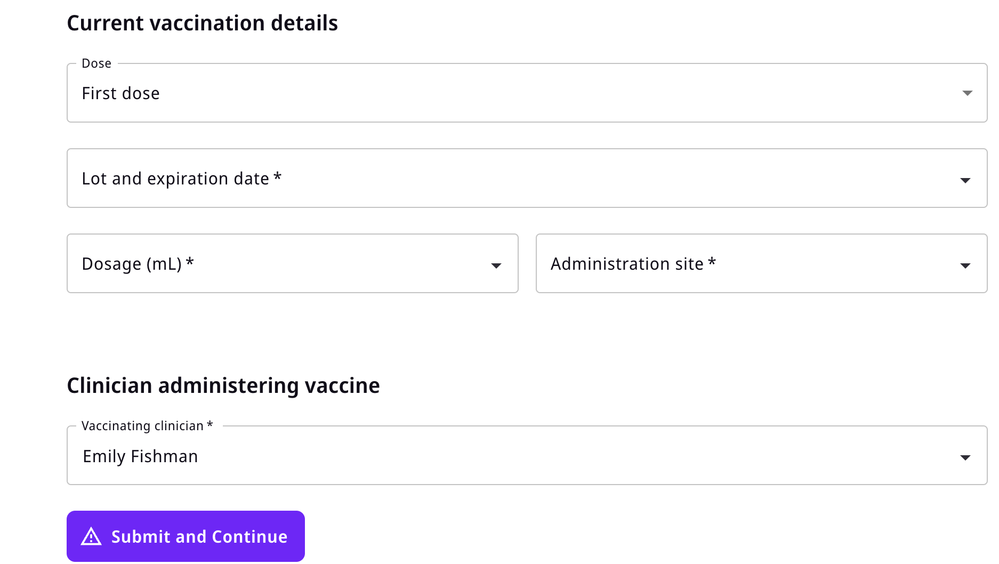 Current vaccination details
Dose
First dose
Lot and expiration date *
Dosage (mL) *
Administration site *
Clinician administering vaccine
Vaccinating clinician *
Emily Fishman
Submit and Continue